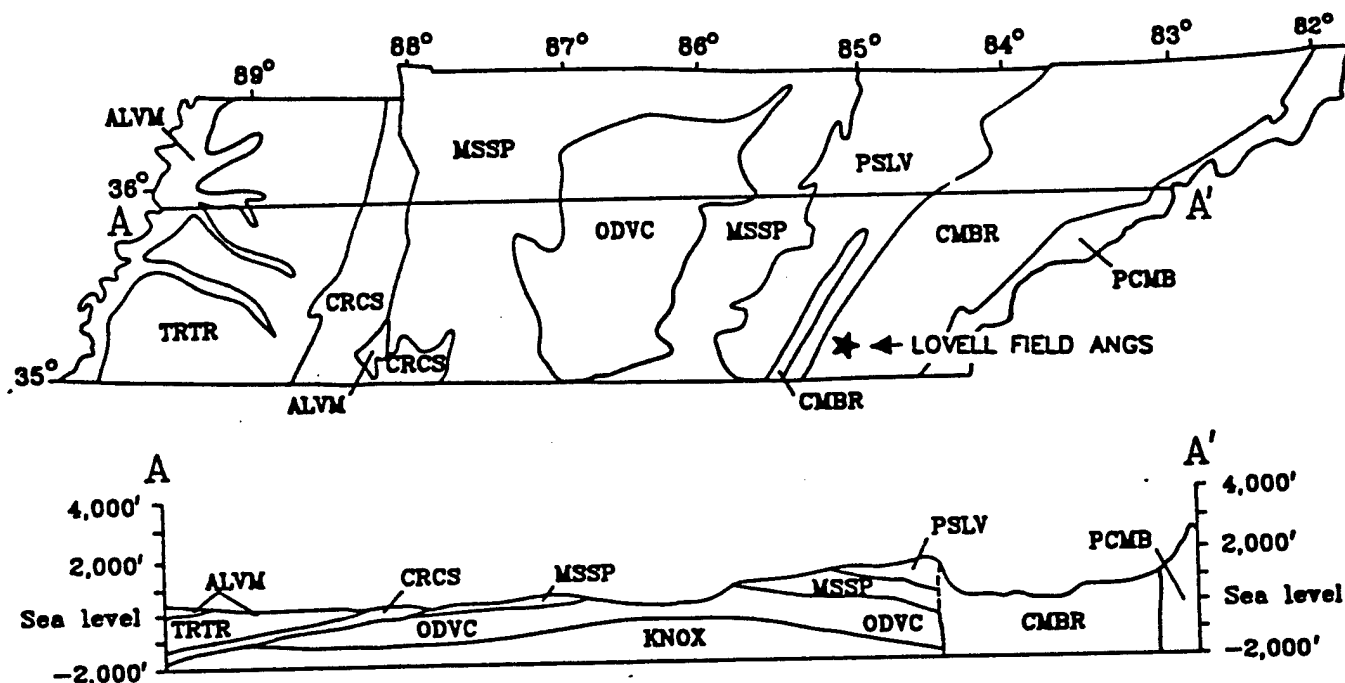 89° 88° 87° 86° 85° 84° 83° 82°
ALVM
MSSP
PSLV
36°
A
A'
ODVC
MSSP
CMBR
PCMB
CRCS
TRTR
LOVELL FIELD ANGS
35°
CRCS
ALVM
CMBR
A
A'
4,000'
4,000'
PSLV
PCMB
2,000'
2,000'
ALVM
CRCS
MSSP
MSSP
Sea level
Sea level
TRTR
ODVC
KNOX
ODVC
CMBR
-2,000'
-2,000'